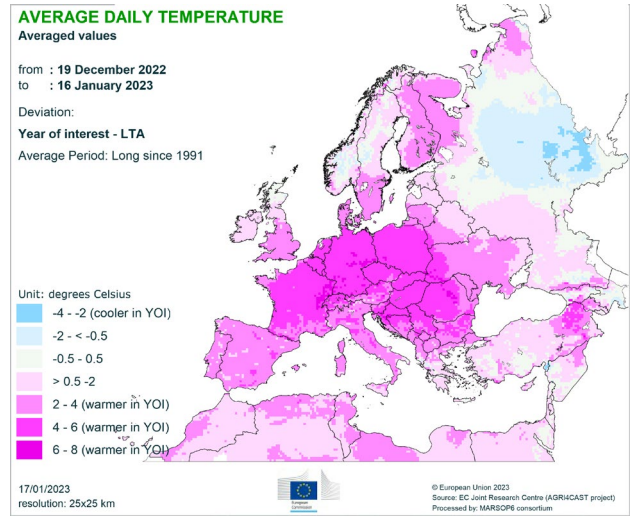 AVERAGE DAILY TEMPERATURE
Averaged values
from : 19 December 2022
to : 16 January 2023
Deviation:
Year of interest - LTA
Average Period: Long since 1991
Unit: degrees Celsius
-4 - -2 (cooler in YOI)
-2 - < -0.5
-0.5 - 0.5
> 0.5 -2
2 - 4 (warmer in YOI)
4 - 6 (warmer in YOI)
6 - 8 (warmer in YOI)
17/01/2023
resolution: 25x25 km
European
Commission
© European Union 2023
Source: EC Joint Research Centre (AGRI4CAST project)
Processed by: MARSOP6 consortium